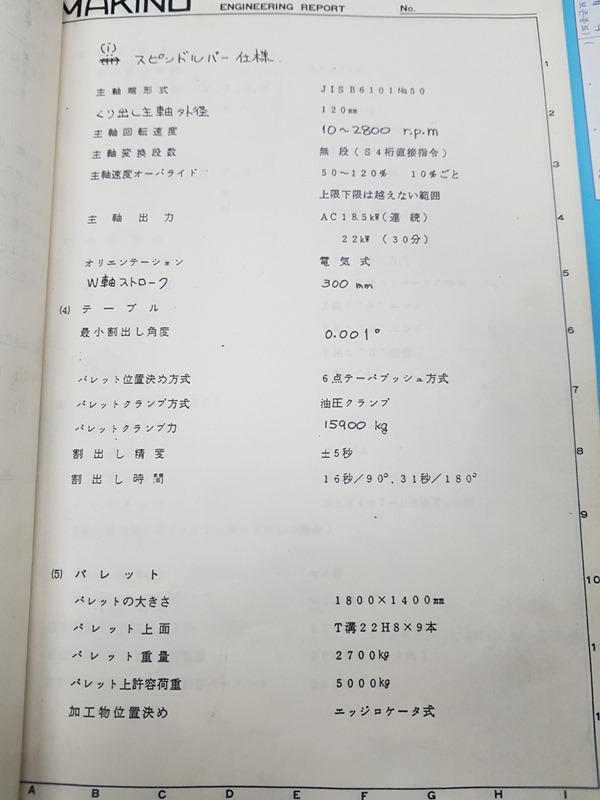 MAKINO ENGINEERING REPORT No.
(i) スピンドルバー仕様
主軸端形式 JIS B6101 №50
くり出し主軸外径 120mm
主軸回転速度 10～2800 r.p.m
主軸変換段数 無段(S4桁直接指令)
主軸速度オーバライド 50～120% 10%ごと
上限下限は越えない範囲
主軸出力 AC18.5kW(連続)
22kW (30分)
オリエンテーション 電気式
W軸ストローク 300 mm
(4) テーブル
最小割出し角度 0.001°
パレット位置決め方式 6点テーパブッシュ方式
パレットクランプ方式 油圧クランプ
パレットクランプ力 15900 kg
割出し精度 ±5秒
割出し時間 16秒/90°.31秒/180°
(5) パレット
パレットの大きさ 1800×1400mm
パレット上面 T溝22H8×9本
パレット重量 2700kg
パレット上許容荷重 5000kg
加工物位置決め エッジロケータ式
1
2
3
4
5
6
7
8
9
10
11
A B C D E F G H I